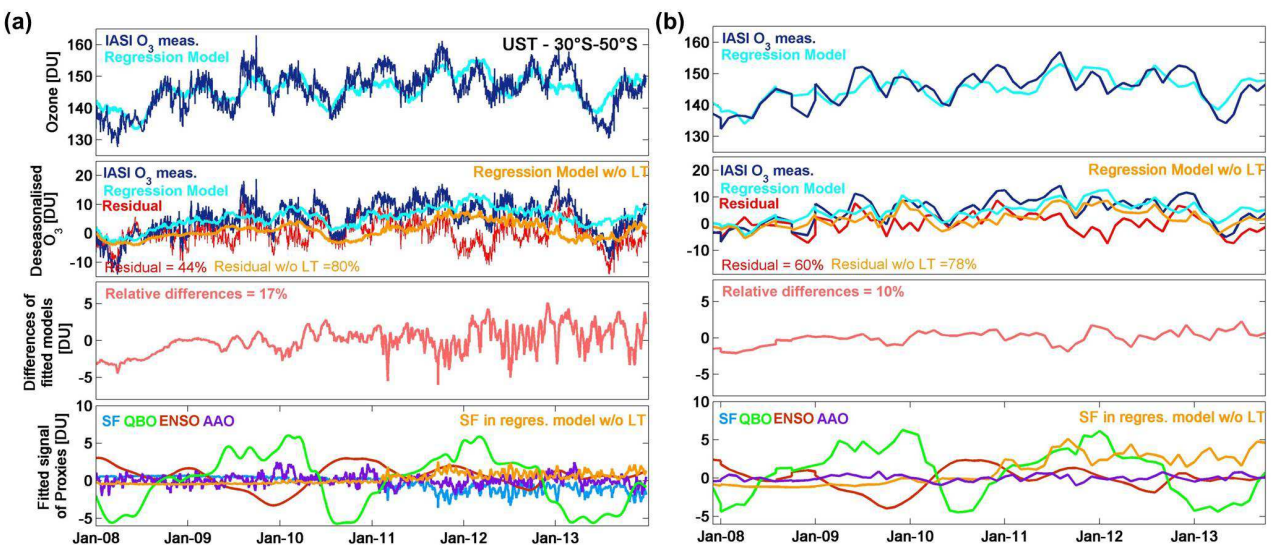 (a)
IASI O3 meas.
Regression Model
UST - 30°S-50°S
160
150
140
130
Ozone [DU]
IASI O3 meas.
Regression Model
Residual
Regression Model w/o LT
20
10
0
-10
Deseasonalised
O3 [DU]
Residual = 44% Residual w/o LT =80%
Relative differences = 17%
5
0
-5
Differences of
fitted models
[DU]
10
5
0
-5
Fitted signal
of Proxies [DU]
SF QBO ENSO AAO
SF in regres. model w/o LT
Jan-08 Jan-09 Jan-10 Jan-11 Jan-12 Jan-13
(b)
IASI O3 meas.
Regression Model
160
150
140
130
IASI O3 meas.
Regression Model
Residual
Regression Model w/o LT
20
10
0
-10
Residual = 60% Residual w/o LT =78%
Relative differences = 10%
5
0
-5
10
5
0
-5
SF QBO ENSO AAO
SF in regres. model w/o LT
Jan-08 Jan-09 Jan-10 Jan-11 Jan-12 Jan-13